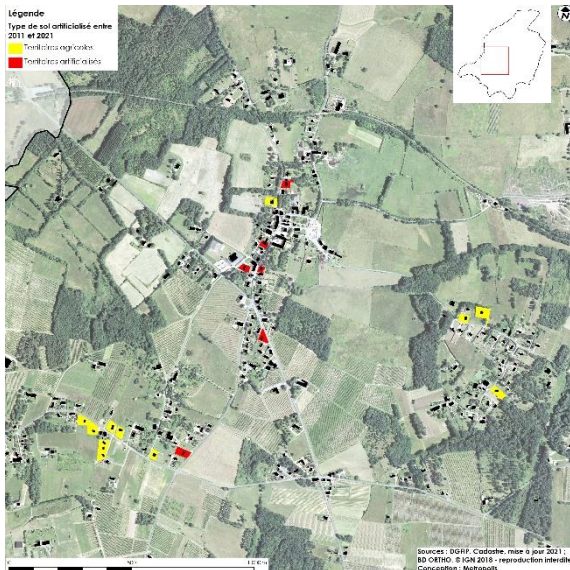 Légende
Type de sol artificialisé entre
2011 et 2021
Territoires agricoles
Territoires artificialisés
N
0
Sources : DGFIP, Cadastre, mise à jour 2021 ;
BD ORTHO, © IGN 2018 - reproduction interdite
Conception : Metropolis